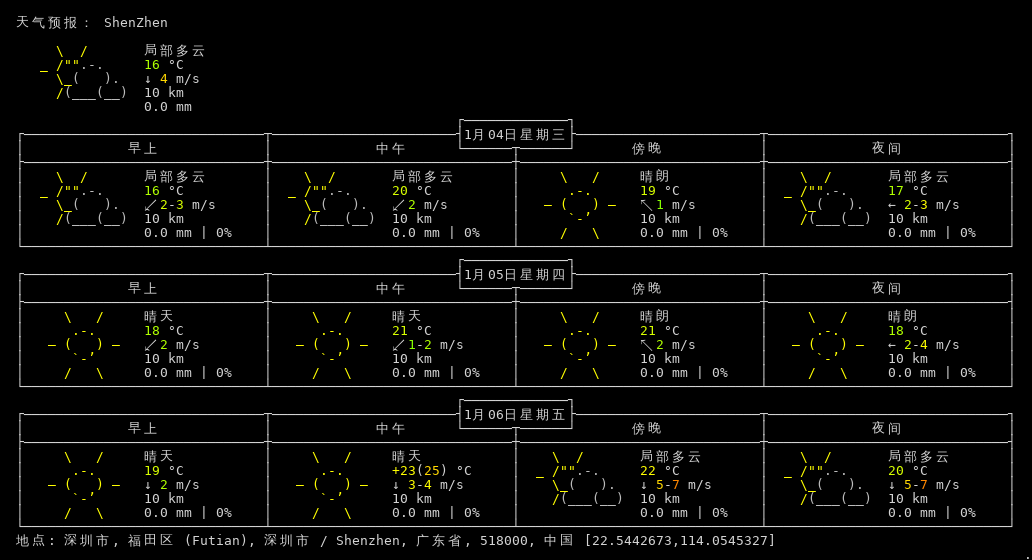 天气预报： ShenZhen
局部多云
16 °C
↓ 4 m/s
10 km
0.0 mm
1月04日星期三
早上 中午 傍晚 夜间
局部多云 局部多云 晴朗 局部多云
16 °C 20 °C 19 °C 17 °C
↙ 2-3 m/s ↙ 2 m/s ↖ 1 m/s ← 2-3 m/s
10 km 10 km 10 km 10 km
0.0 mm | 0% 0.0 mm | 0% 0.0 mm | 0% 0.0 mm | 0%
1月05日星期四
早上 中午 傍晚 夜间
晴天 晴天 晴朗 晴朗
18 °C 21 °C 21 °C 18 °C
↙ 2 m/s ↙ 1-2 m/s ↖ 2 m/s ← 2-4 m/s
10 km 10 km 10 km 10 km
0.0 mm | 0% 0.0 mm | 0% 0.0 mm | 0% 0.0 mm | 0%
1月06日星期五
早上 中午 傍晚 夜间
晴天 晴天 局部多云 局部多云
19 °C +23(25) °C 22 °C 20 °C
↓ 2 m/s ↓ 3-4 m/s ↓ 5-7 m/s ↓ 5-7 m/s
10 km 10 km 10 km 10 km
0.0 mm | 0% 0.0 mm | 0% 0.0 mm | 0% 0.0 mm | 0%
地点: 深圳市, 福田区 (Futian), 深圳市 / Shenzhen, 广东省, 518000, 中国 [22.5442673,114.0545327]